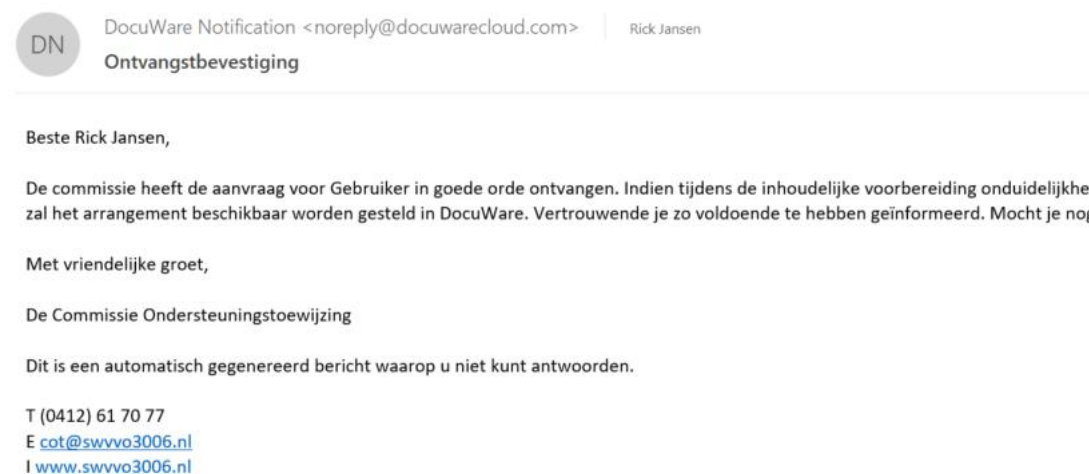 DN
DocuWare Notification <noreply@docuwarecloud.com> Rick Jansen
Ontvangstbevestiging
Beste Rick Jansen,
De commissie heeft de aanvraag voor Gebruiker in goede orde ontvangen. Indien tijdens de inhoudelijke voorbereiding onduidelijkhe
zal het arrangement beschikbaar worden gesteld in DocuWare. Vertrouwende je zo voldoende te hebben geïnformeerd. Mocht je nog
Met vriendelijke groet,
De Commissie Ondersteuningstoewijzing
Dit is een automatisch gegenereerd bericht waarop u niet kunt antwoorden.
T (0412) 61 70 77
E cot@swvvo3006.nl
I www.swvvo3006.nl